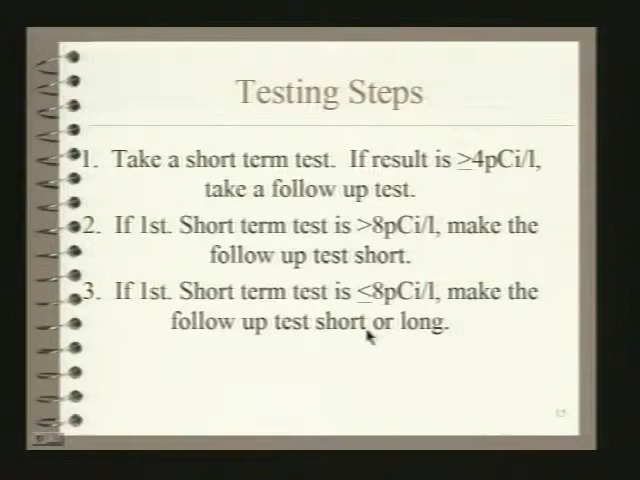 Testing Steps
1. Take a short term test. If result is ≥4pCi/l,
take a follow up test.
2. If 1st. Short term test is >8pCi/l, make the
follow up test short.
3. If 1st. Short term test is ≤8pCi/l, make the
follow up test short or long.